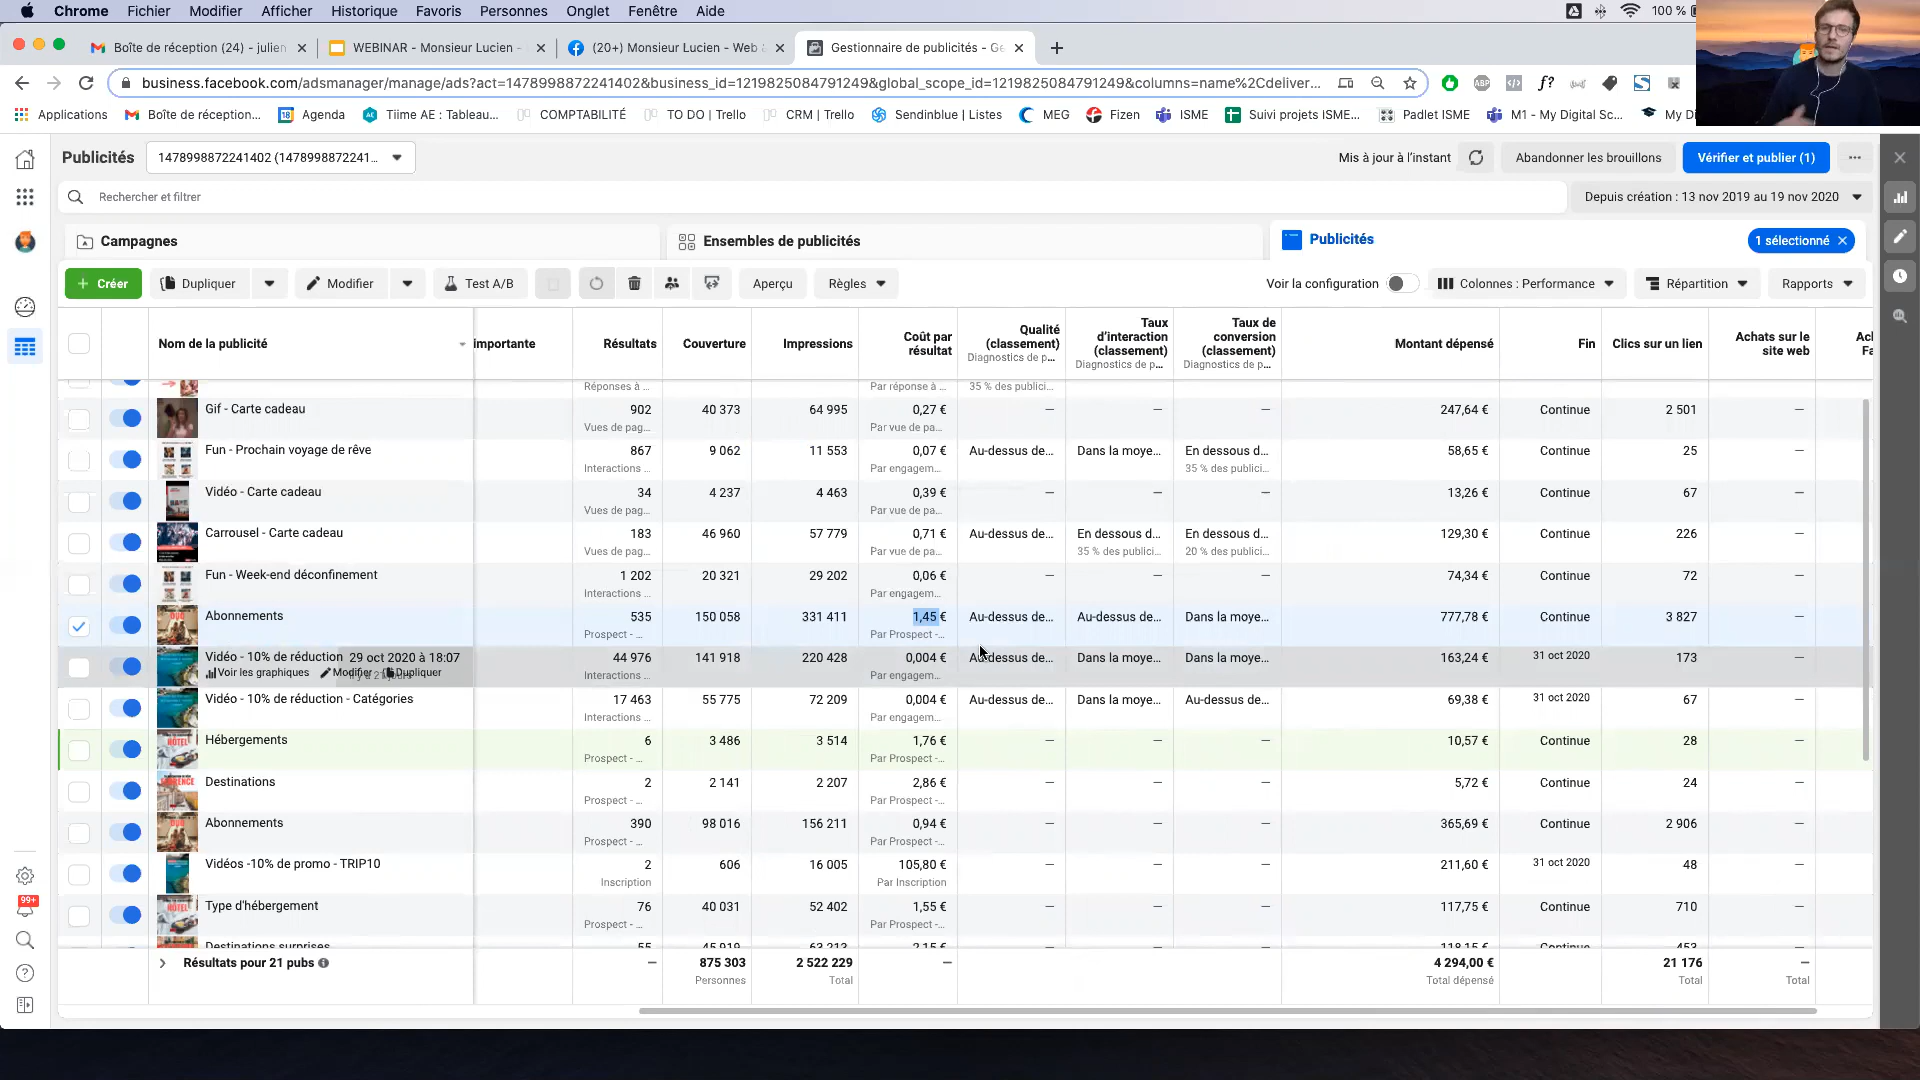 Chrome Fichier Modifier Afficher Historique Favoris Personnes Onglet Fenêtre Aide 100 %
Boîte de réception (24) - julien WEBINAR - Monsieur Lucien - (20+) Monsieur Lucien - Web Gestionnaire de publicités - Ge
business.facebook.com/adsmanager/manage/ads?act=1478998872241402&business_id=1219825084791249&global_scope_id=1219825084791249&columns=name%2Cdeliver...
Applications Boîte de réception... Agenda Tiime AE : Tableau... COMPTABILITÉ TO DO | Trello CRM | Trello Sendinblue | Listes MEG Fizen ISME Suivi projets ISME... Padlet ISME M1 - My Digital Sc... My Di
Publicités 1478998872241402 (1478998872241... Mis à jour à l'instant Abandonner les brouillons Vérifier et publier (1)
Rechercher et filtrer Depuis création : 13 nov 2019 au 19 nov 2020
Campagnes Ensembles de publicités Publicités 1 sélectionné
+ Créer Dupliquer Modifier Test A/B Aperçu Règles Voir la configuration Colonnes : Performance Répartition Rapports
Nom de la publicité importante Résultats Couverture Impressions Coût par résultat Qualité (classement) Diagnostics de p... Taux d'interaction (classement) Diagnostics de p... Taux de conversion (classement) Diagnostics de p... Montant dépensé Fin Clics sur un lien Achats sur le site web
Réponses à ... Par réponse à ... 35 % des publici...
Gif - Carte cadeau 902 40 373 64 995 0,27 € — — — 247,64 € Continue 2 501 —
Vues de pag... Par vue de pa...
Fun - Prochain voyage de rêve 867 9 062 11 553 0,07 € Au-dessus de... Dans la moye... En dessous d... 58,65 € Continue 25 —
Interactions ... Par engagem... 35 % des publici...
Vidéo - Carte cadeau 34 4 237 4 463 0,39 € — — — 13,26 € Continue 67 —
Vues de pag... Par vue de pa...
Carrousel - Carte cadeau 183 46 960 57 779 0,71 € Au-dessus de... En dessous d... En dessous d... 129,30 € Continue 226 —
Vues de pag... Par vue de pa... 35 % des publici... 20 % des publici...
Fun - Week-end déconfinement 1 202 20 321 29 202 0,06 € — — — 74,34 € Continue 72 —
Interactions ... Par engagem...
Abonnements 535 150 058 331 411 1,45 € Au-dessus de... Au-dessus de... Dans la moye... 777,78 € Continue 3 827 —
Prospect - ... Par Prospect -...
Vidéo - 10% de réduction 29 oct 2020 à 18:07 44 976 141 918 220 428 0,004 € Au-dessus de... Dans la moye... Dans la moye... 163,24 € 31 oct 2020 173 —
Voir les graphiques Modifier Dupliquer Interactions ... Par engagem...
Vidéo - 10% de réduction - Catégories 17 463 55 775 72 209 0,004 € Au-dessus de... Dans la moye... Au-dessus de... 69,38 € 31 oct 2020 67 —
Interactions ... Par engagem...
Hébergements 6 3 486 3 514 1,76 € — — — 10,57 € Continue 28 —
Prospect - ... Par Prospect -...
Destinations 2 2 141 2 207 2,86 € — — — 5,72 € Continue 24 —
Prospect - ... Par Prospect -...
Abonnements 390 98 016 156 211 0,94 € — — — 365,69 € Continue 2 906 —
Prospect - ... Par Prospect -...
Vidéos -10% de promo - TRIP10 2 606 16 005 105,80 € — — — 211,60 € 31 oct 2020 48 —
Inscription Par Inscription
Type d'hébergement 76 40 031 52 402 1,55 € — — — 117,75 € Continue 710 —
Prospect - ... Par Prospect -...
Destinations surprises 55 45 919 63 213 2,15 € — — — 118,15 € Continue 453 —
99+
Résultats pour 21 pubs — 875 303 2 522 229 — 4 294,00 € 21 176 —
Personnes Total Total dépensé Total Total